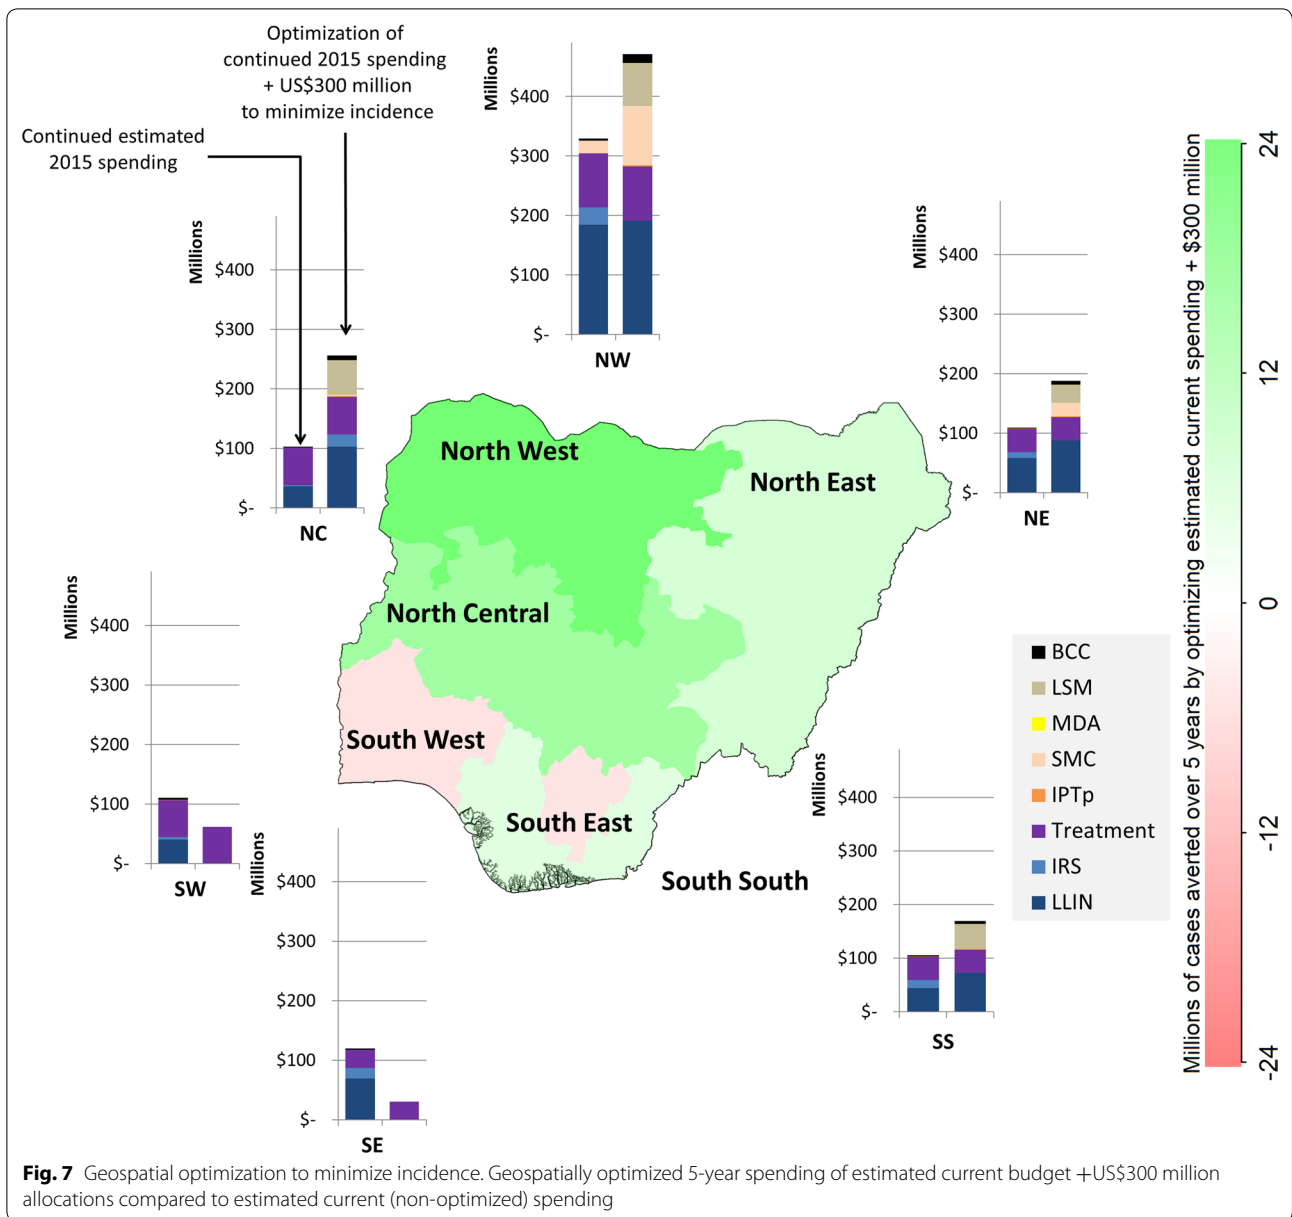 Optimization of
continued 2015 spending
+ US$300 million
to minimize incidence
Continued estimated
2015 spending
Millions
$400
$300
$200
$100
$-
NW
Millions
$400
$300
$200
$100
$-
NC
Millions
$400
$300
$200
$100
$-
NE
Millions
$400
$300
$200
$100
$-
SW
Millions
$400
$300
$200
$100
$-
SE
Millions
$400
$300
$200
$100
$-
SS
North West
North East
North Central
South West
South East
South South
BCC
LSM
MDA
SMC
IPTp
Treatment
IRS
LLIN
Millions of cases averted over 5 years by optimizing estimated current spending + $300 million
24
12
0
-12
-24
Fig. 7 Geospatial optimization to minimize incidence. Geospatially optimized 5-year spending of estimated current budget +US$300 million
allocations compared to estimated current (non-optimized) spending